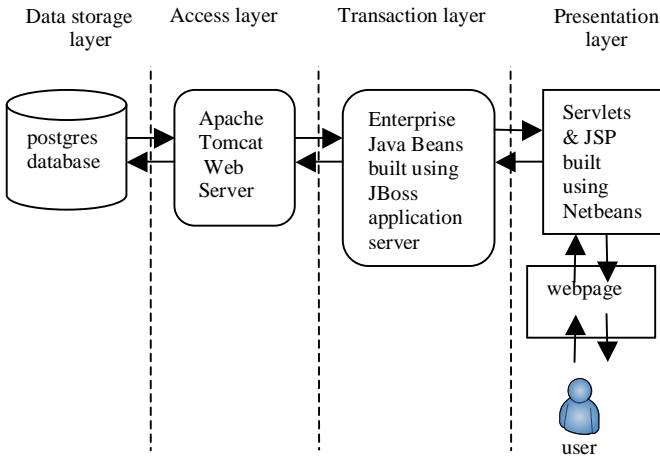 Data storage
layer
Access layer
Transaction layer
Presentation
layer
postgres
database
Apache
Tomcat
Web
Server
Enterprise
Java Beans
built using
JBoss
application
server
Servlets
& JSP
built
using
Netbeans
webpage
user